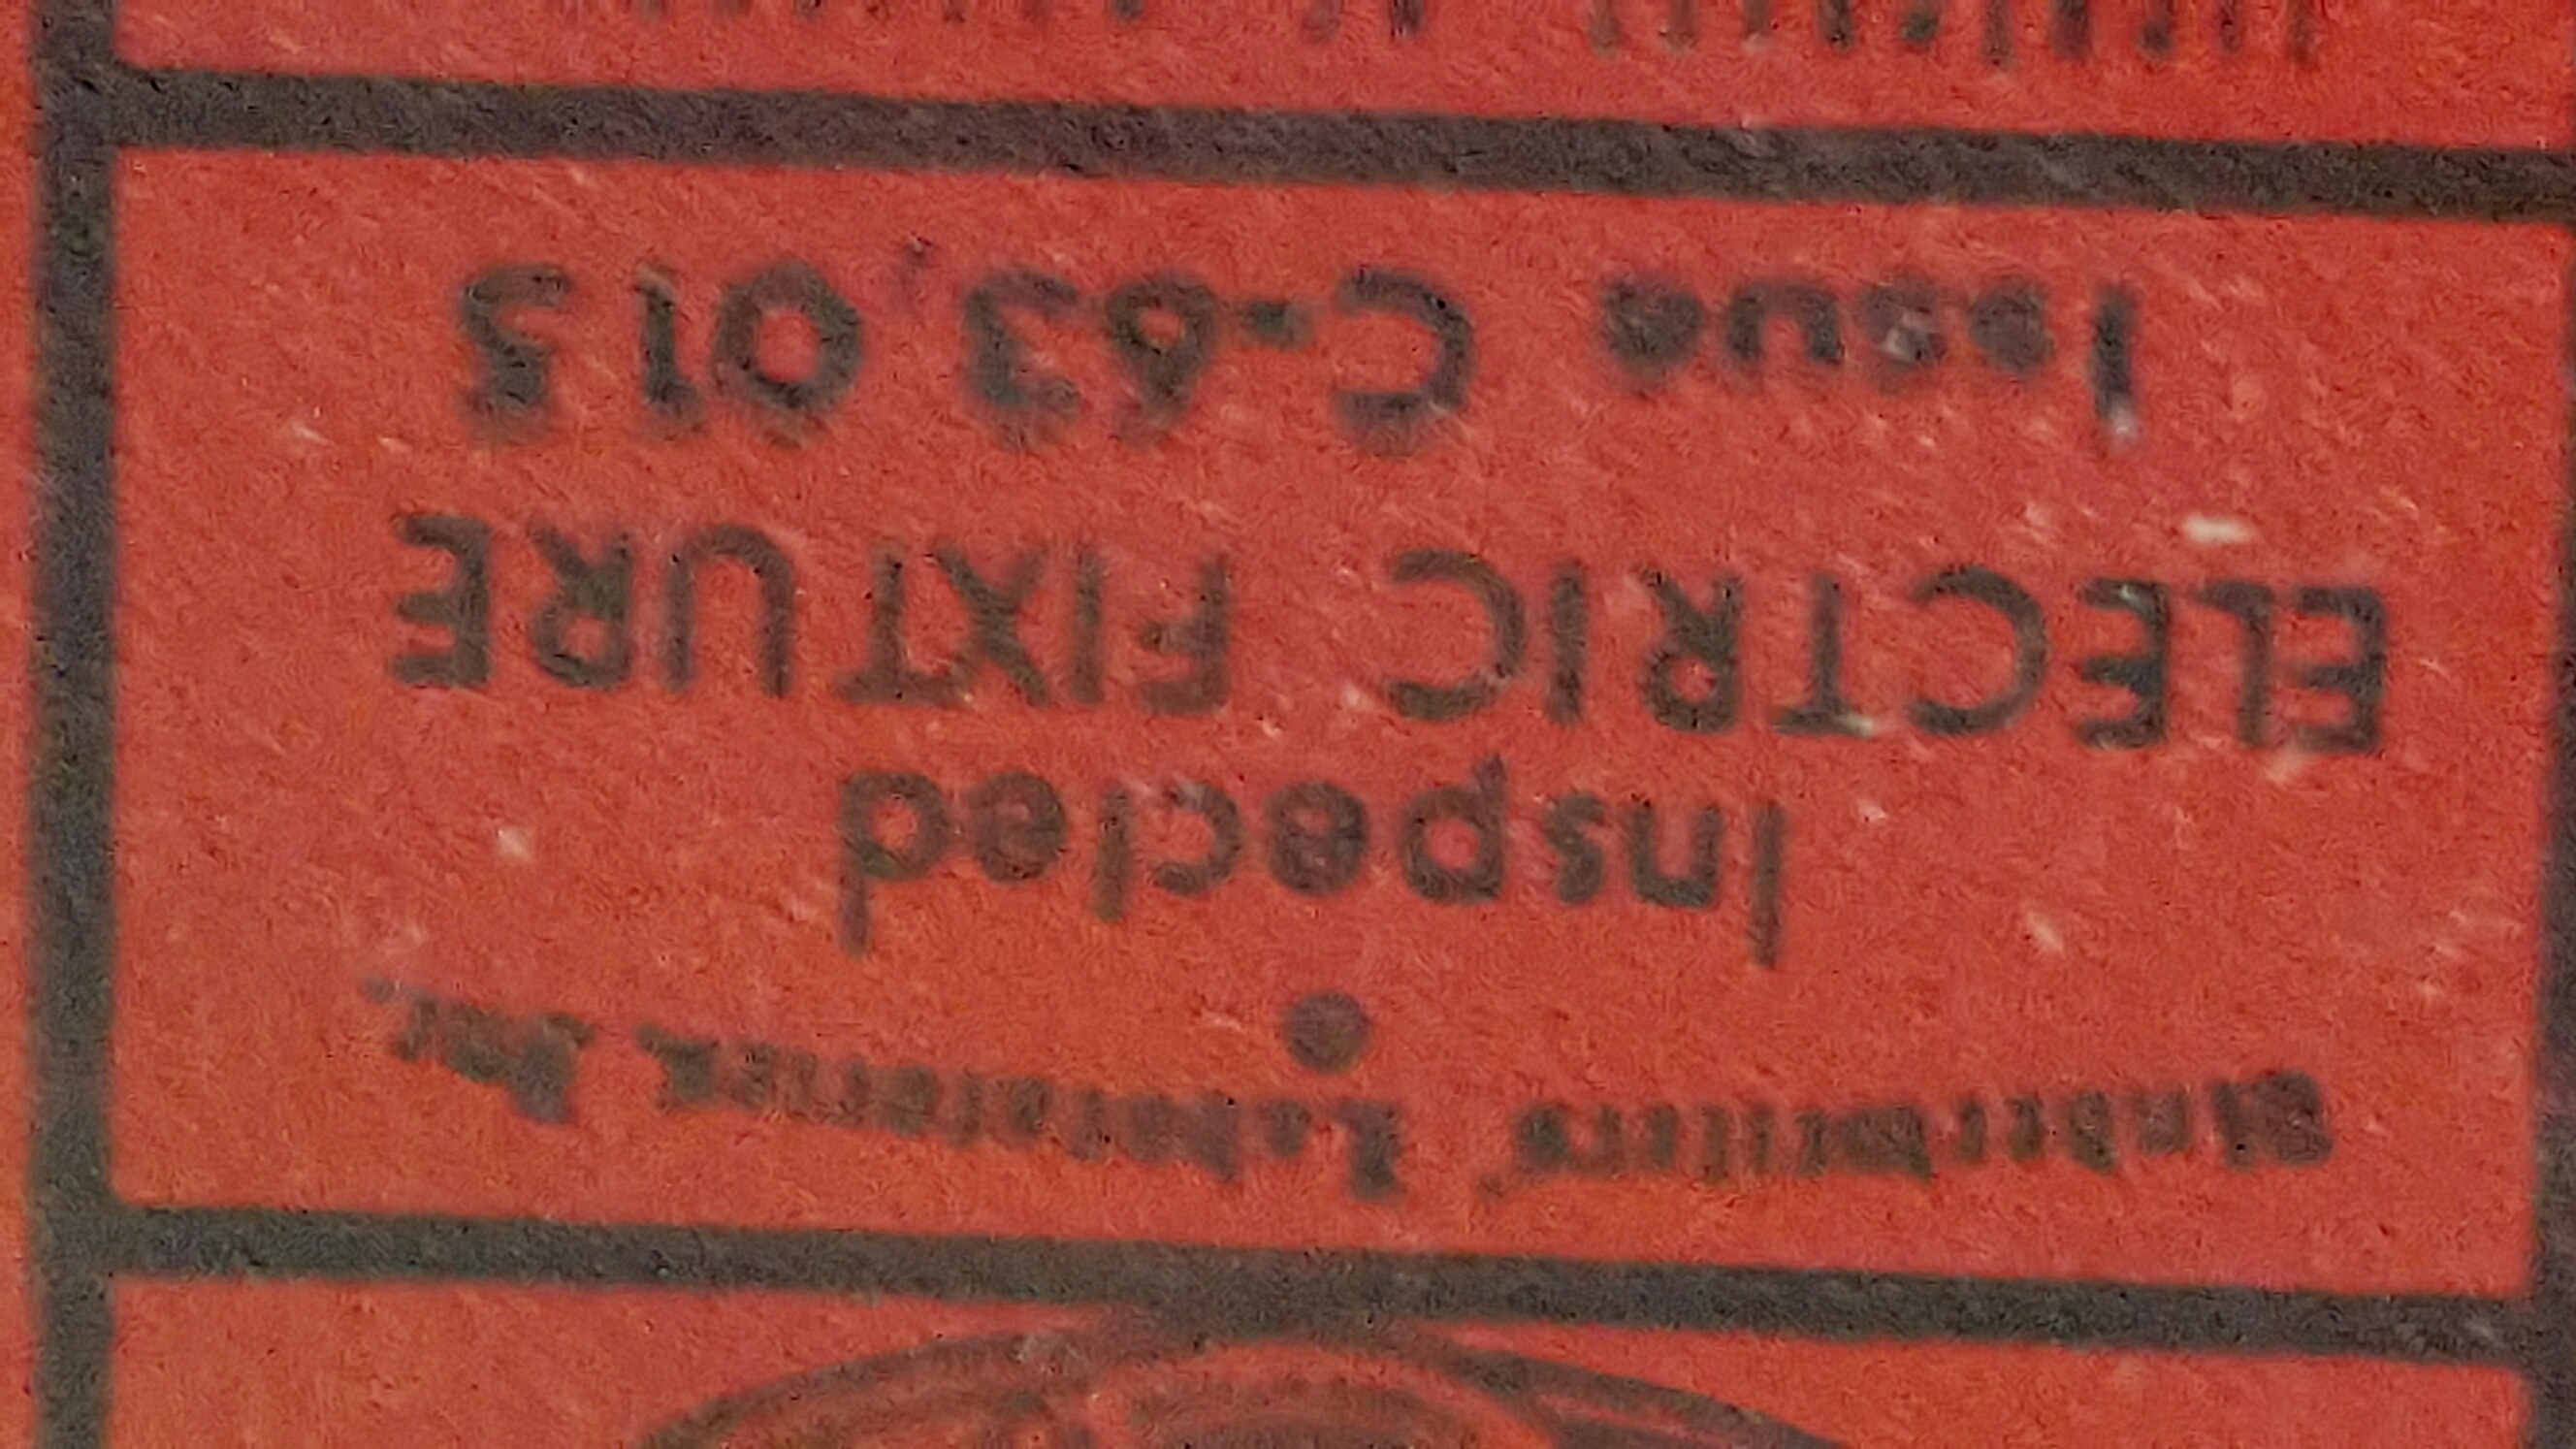 Underwriters' Laboratories, Inc.
Inspected
ELECTRIC FIXTURE
Issue C-63,015